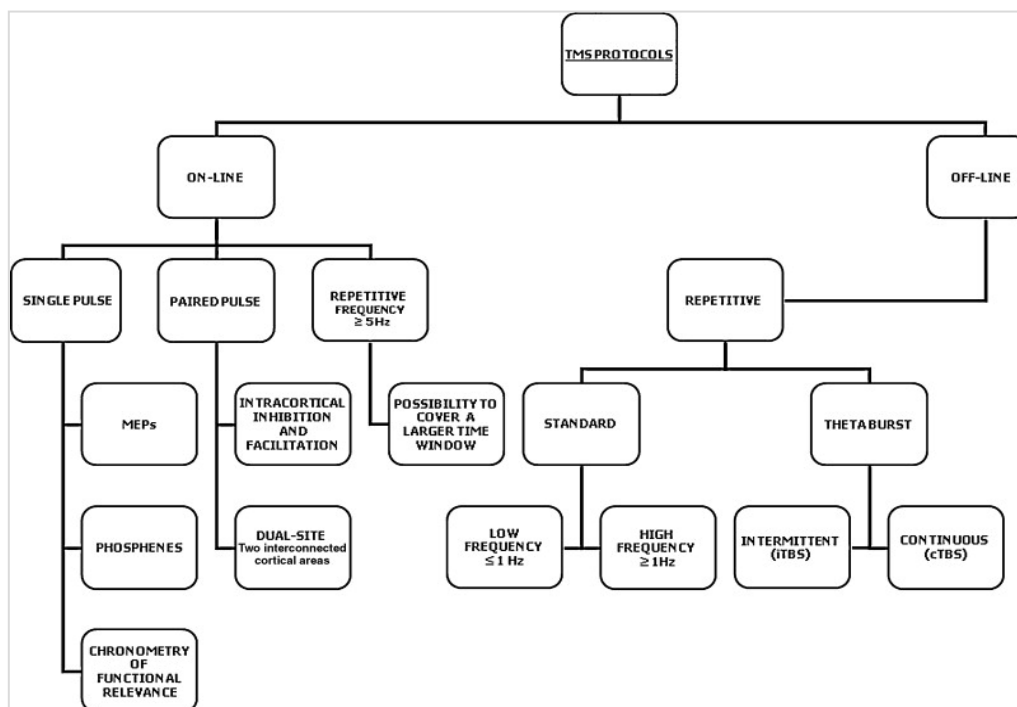 TMS PROTOCOLS
ON-LINE
OFF-LINE
SINGLE PULSE
PAIRED PULSE
REPETITIVE
FREQUENCY
≥ 5Hz
REPETITIVE
MEPs
INTRACORTICAL
INHIBITION
AND
FACILITATION
POSSIBILITY TO
COVER A
LARGER TIME
WINDOW
STANDARD
THETA BURST
PHOSPHENES
DUAL-SITE
Two interconnected
cortical areas
LOW
FREQUENCY
≤ 1 Hz
HIGH
FREQUENCY
≥ 1Hz
INTERMITTENT
(iTBS)
CONTINUOUS
(cTBS)
CHRONOMETRY
OF
FUNCTIONAL
RELEVANCE